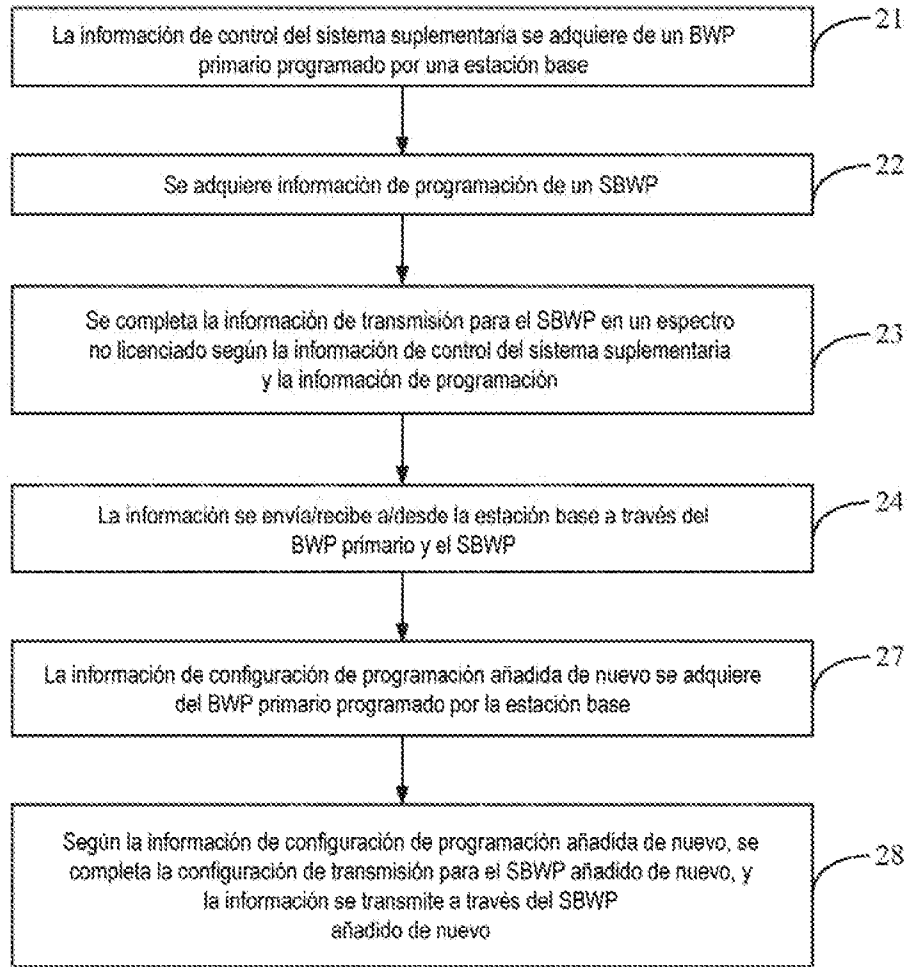 La información de control del sistema suplementaria se adquiere de un BWP
primario programado por una estación base
21
Se adquiere información de programación de un SBWP
22
Se completa la información de transmisión para el SBWP en un espectro
no licenciado según la información de control del sistema suplementaria
y la información de programación
23
La información se envía/recibe a/desde la estación base a través del
BWP primario y el SBWP
24
La información de configuración de programación añadida de nuevo se adquiere
del BWP primario programado por la estación base
27
Según la información de configuración de programación añadida de nuevo, se
completa la configuración de transmisión para el SBWP añadido de nuevo, y
la información se transmite a través del SBWP
añadido de nuevo
28